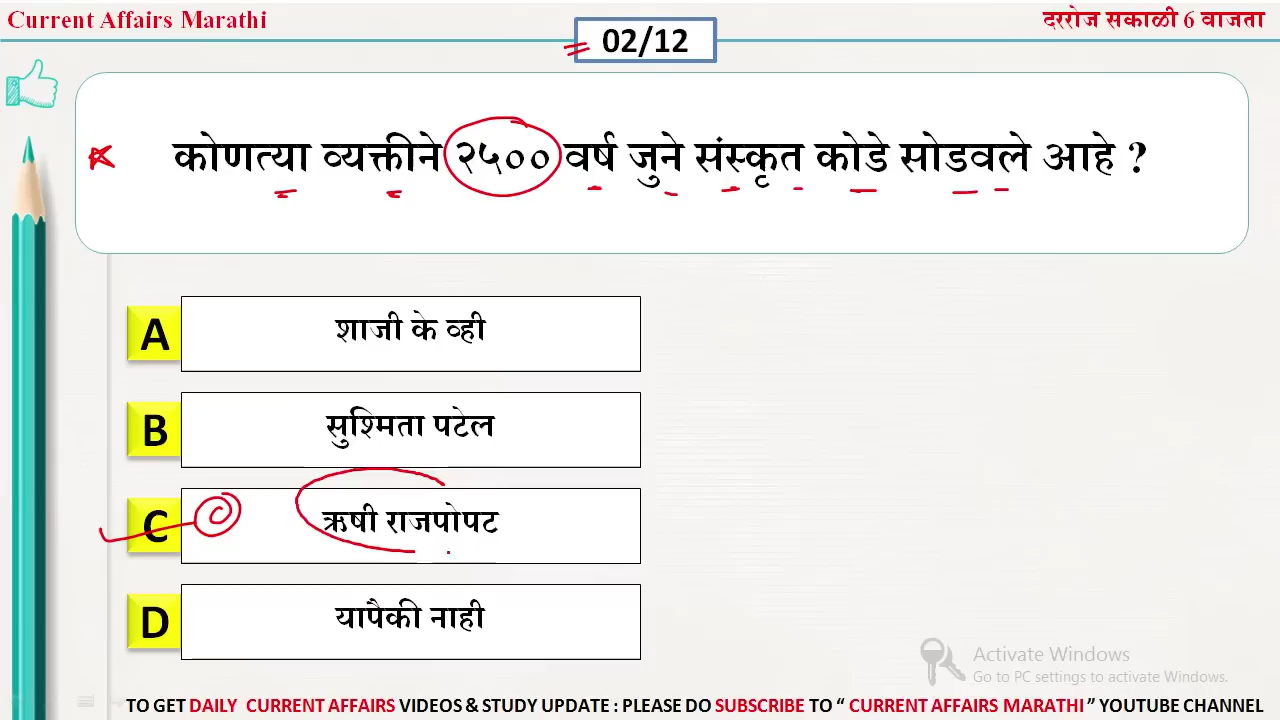 Current Affairs Marathi
दररोज सकाळी 6 वाजता
02/12
कोणत्या व्यक्तीने २५०० वर्ष जुने संस्कृत कोडे सोडवले आहे ?
A
शाजी के व्ही
B
सुश्मिता पटेल
C
ऋषी राजपोपट
D
यापैकी नाही
Activate Windows
Go to PC settings to activate Windows.
TO GET DAILY CURRENT AFFAIRS VIDEOS & STUDY UPDATE : PLEASE DO SUBSCRIBE TO “ CURRENT AFFAIRS MARATHI ” YOUTUBE CHANNEL